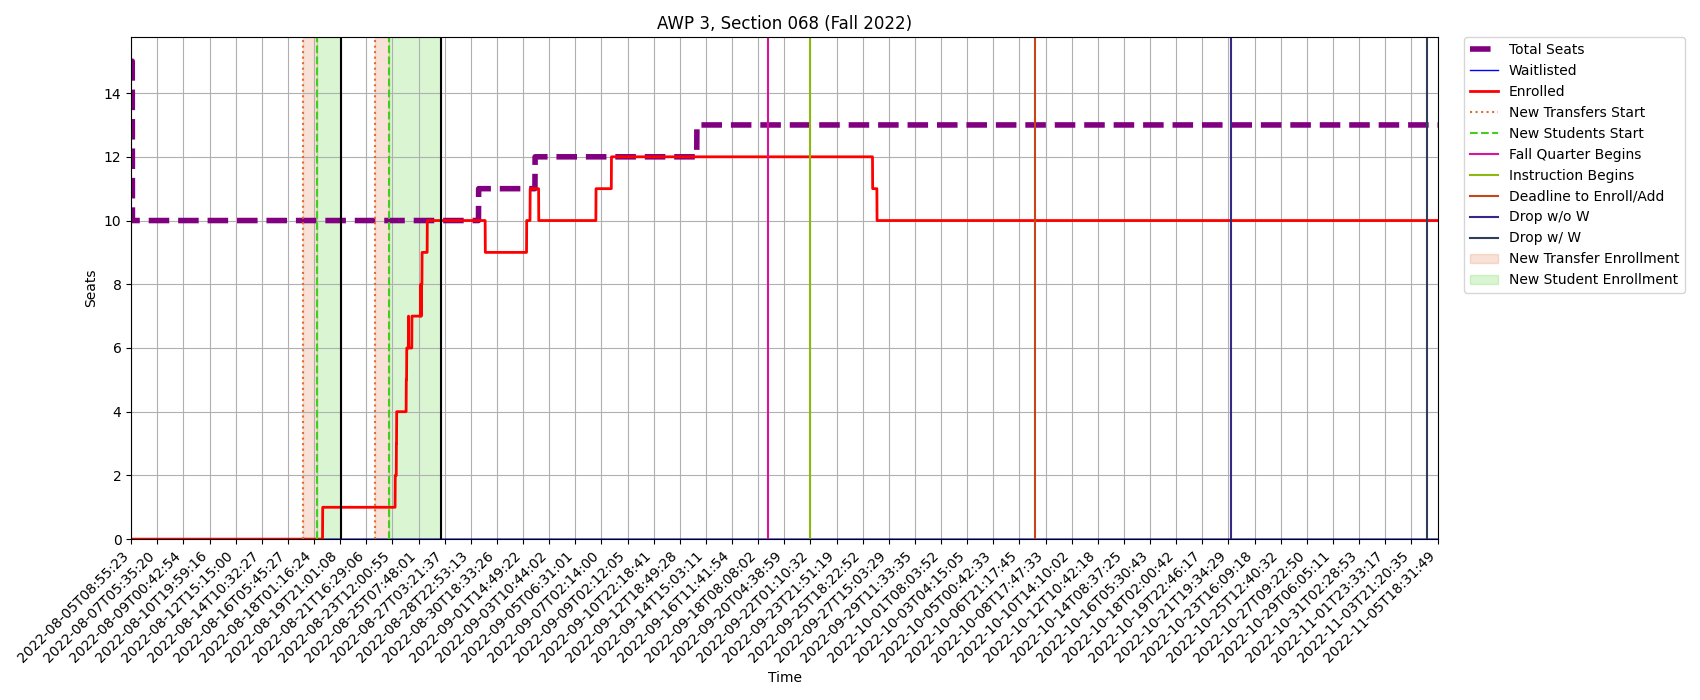 AWP 3, Section 068 (Fall 2022)
Total Seats
Waitlisted
Enrolled
New Transfers Start
New Students Start
Fall Quarter Begins
Instruction Begins
Deadline to Enroll/Add
Drop w/o W
Drop w/ W
New Transfer Enrollment
New Student Enrollment
Seats
14
12
10
8
6
4
2
0
2022-08-05T08:55:23
2022-08-07T05:35:20
2022-08-09T00:42:54
2022-08-10T19:59:16
2022-08-12T15:15:00
2022-08-14T10:32:27
2022-08-16T05:45:27
2022-08-18T01:16:24
2022-08-19T21:01:08
2022-08-21T16:29:06
2022-08-23T12:00:55
2022-08-25T07:48:01
2022-08-27T03:21:37
2022-08-28T22:53:13
2022-08-30T18:33:26
2022-09-01T14:49:22
2022-09-03T10:44:02
2022-09-05T06:31:01
2022-09-07T02:14:00
2022-09-09T02:12:05
2022-09-10T22:18:41
2022-09-12T18:49:28
2022-09-14T15:03:11
2022-09-16T11:41:54
2022-09-18T08:08:02
2022-09-20T04:38:59
2022-09-22T01:10:32
2022-09-23T21:51:19
2022-09-25T18:22:52
2022-09-27T15:03:29
2022-09-29T11:33:35
2022-10-01T08:03:52
2022-10-03T04:15:05
2022-10-05T00:42:33
2022-10-06T21:17:45
2022-10-08T17:47:33
2022-10-10T14:10:02
2022-10-12T10:42:18
2022-10-14T08:37:25
2022-10-16T05:30:43
2022-10-18T02:00:42
2022-10-19T22:46:17
2022-10-21T19:34:29
2022-10-23T16:09:18
2022-10-25T12:40:32
2022-10-27T09:22:50
2022-10-29T06:05:11
2022-10-31T02:28:53
2022-11-01T23:33:17
2022-11-03T21:20:35
2022-11-05T18:31:49
Time